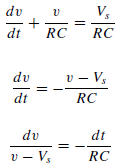 dv/dt + v/RC = V_s/RC
dv/dt = − (v − V_s)/RC
dv/(v − V_s) = − dt/RC